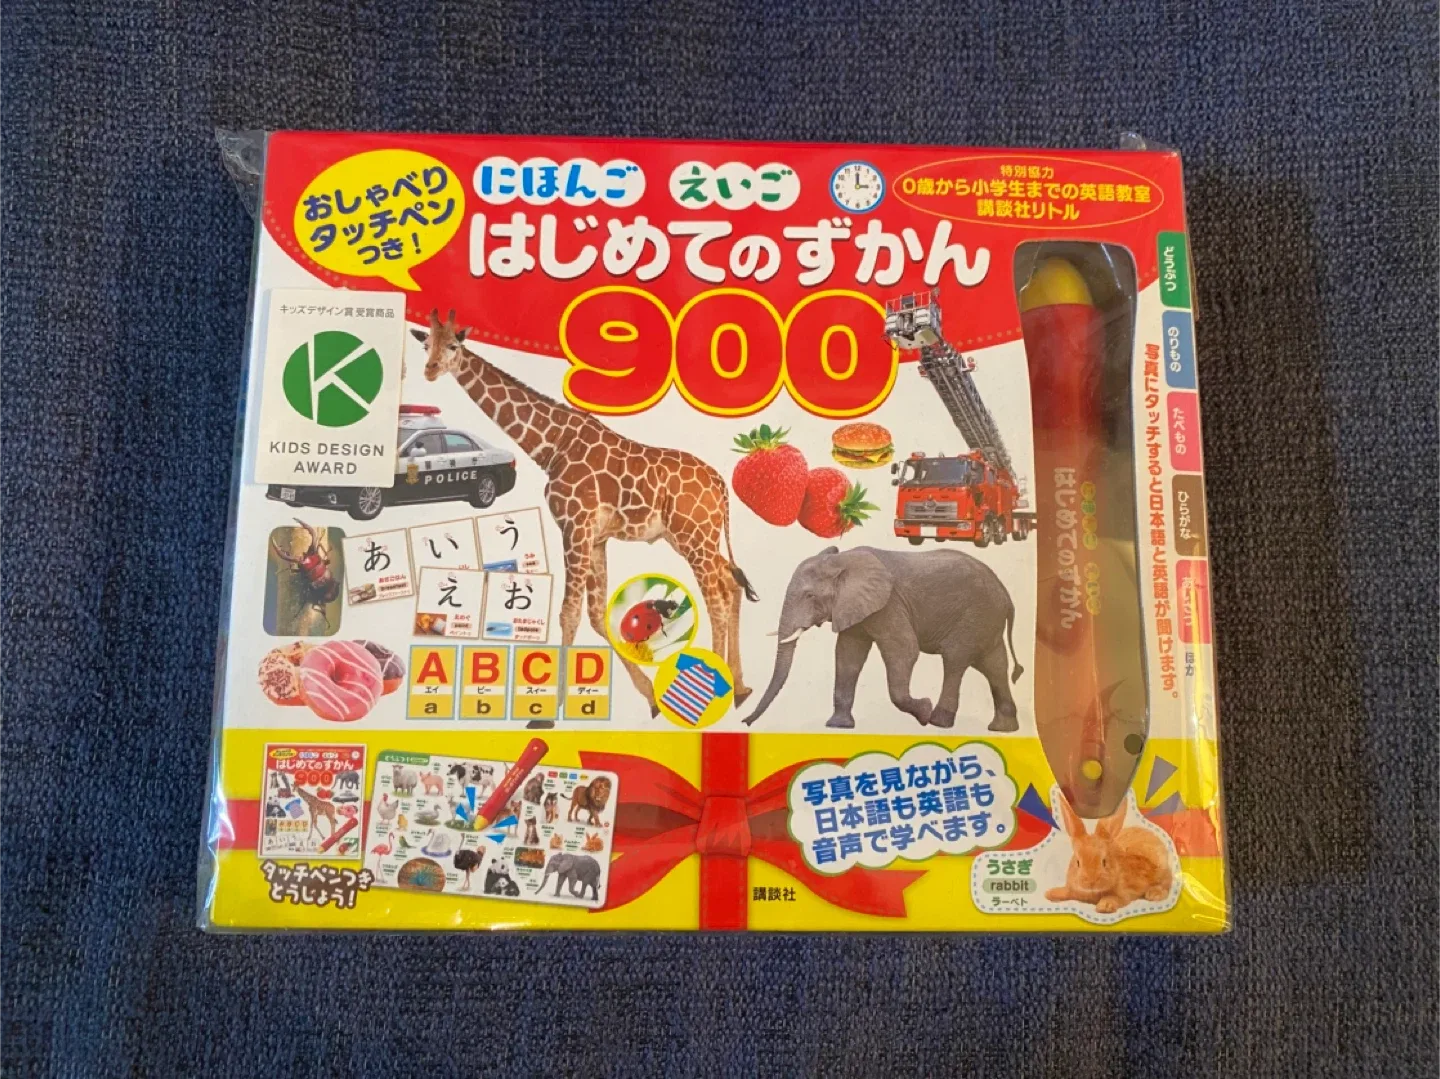 おしゃべり
タッチペン
つき！
にほんご えいご
はじめてのずかん
900
特別協力
0歳から小学生までの英語教室
講談社リトル
キッズデザイン賞 受賞商品
KIDS DESIGN
AWARD
POLICE
どうぶつ
のりもの
たべもの
ひらがな
ほか
写真にタッチすると日本語と英語が聞けます。
はじめてのずかん
あ い う
え お
A B C D
エイ ビー スィー ディー
a b c d
はじめてのずかん
900
タッチペンつき
とうじょう！
写真を見ながら、
日本語も英語も
音声で学べます。
講談社
うさぎ
rabbit
ラーベト